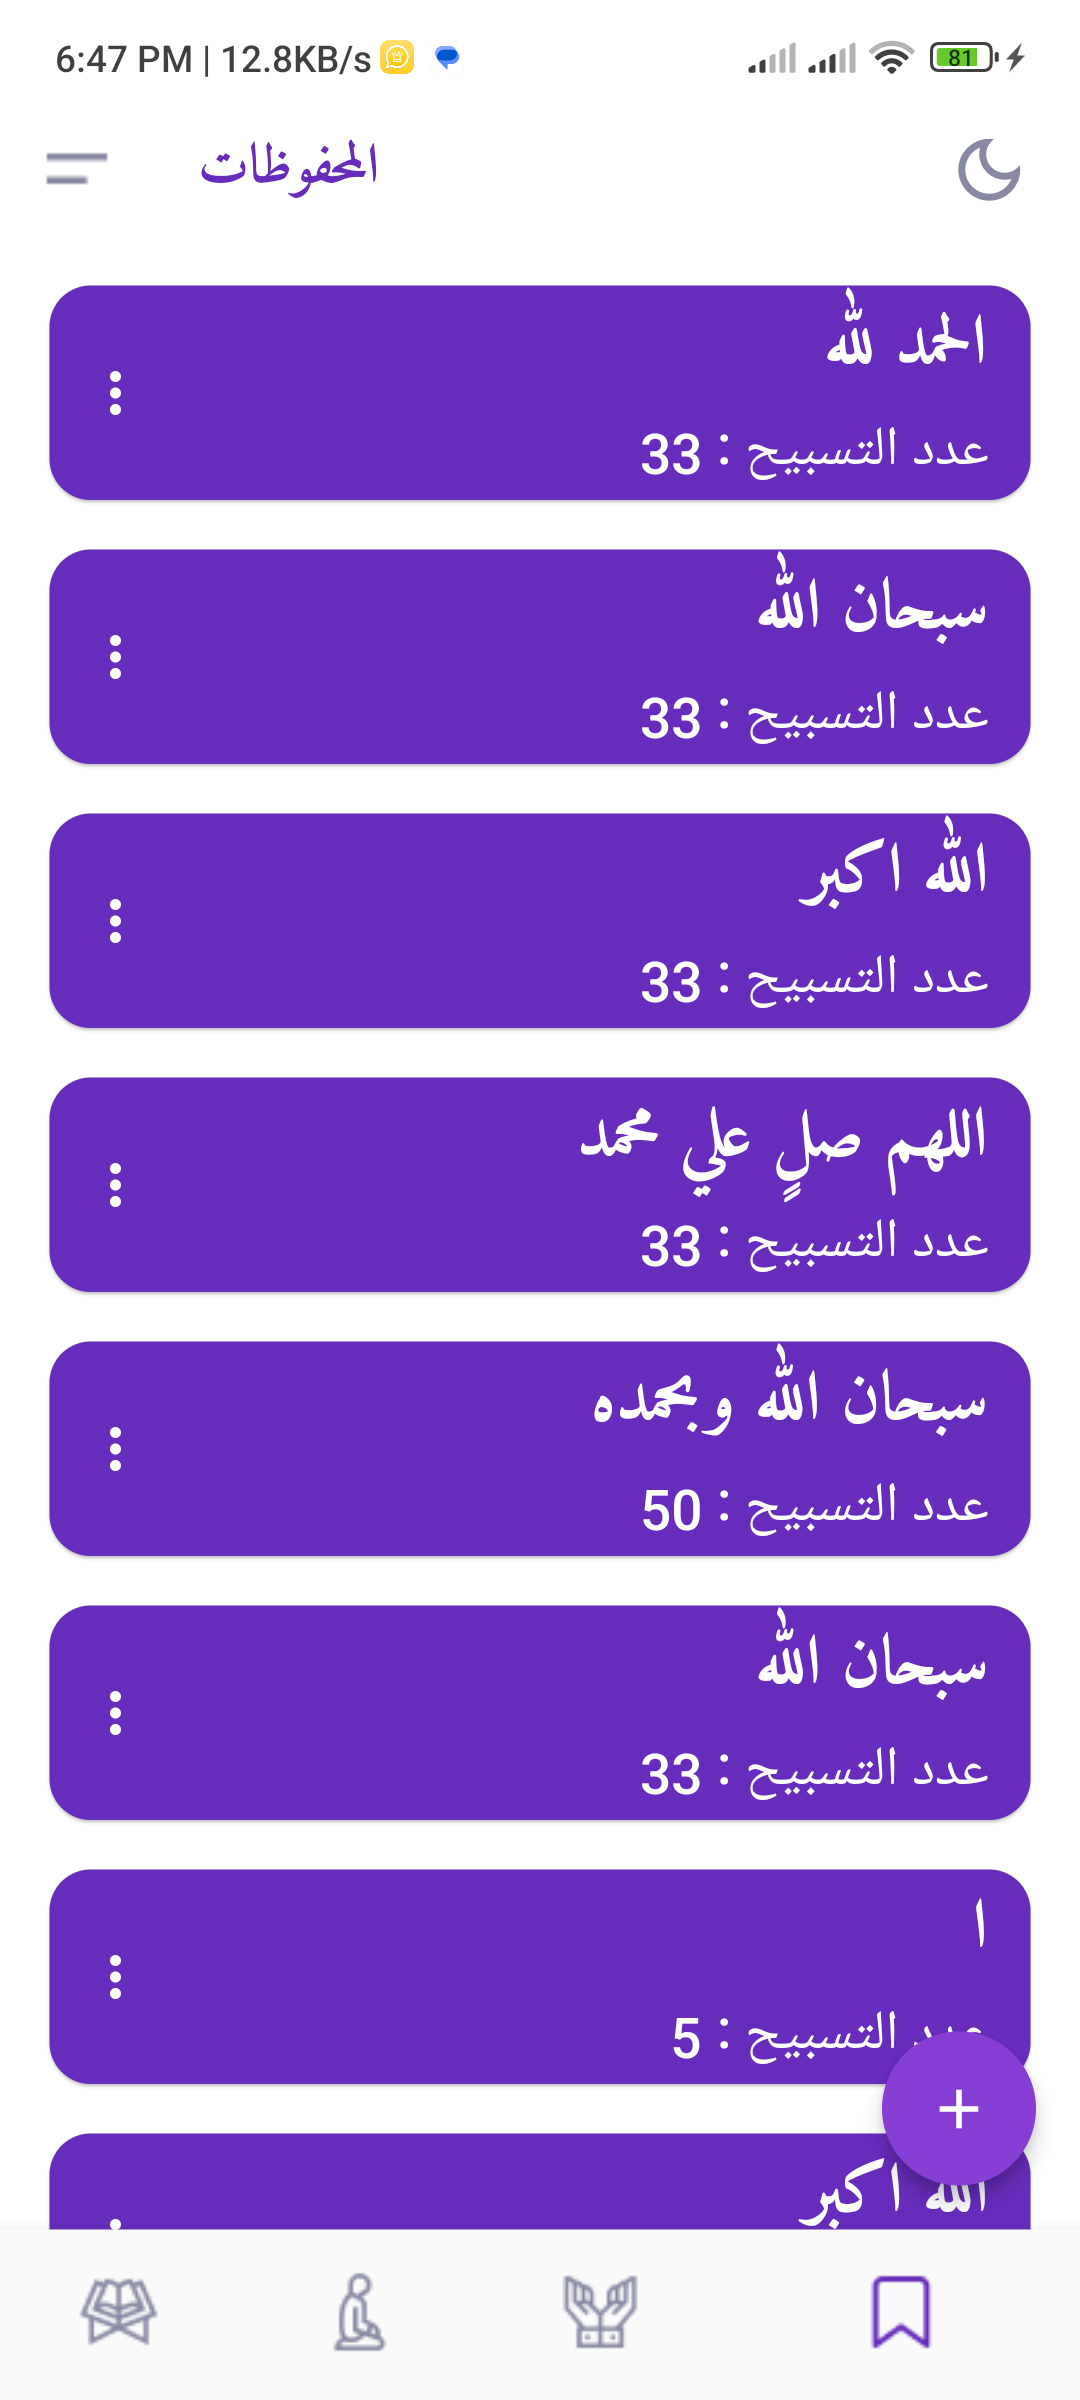 6:47 PM | 12.8KB/s
81
المحفوظات
الحمد لله
عدد التسبيح : 33
سبحان الله
عدد التسبيح : 33
الله اكبر
عدد التسبيح : 33
اللهم صلٍ علي محمد
عدد التسبيح : 33
سبحان الله وبحمده
عدد التسبيح : 50
سبحان الله
عدد التسبيح : 33
ا
عدد التسبيح : 5
الله اكبر